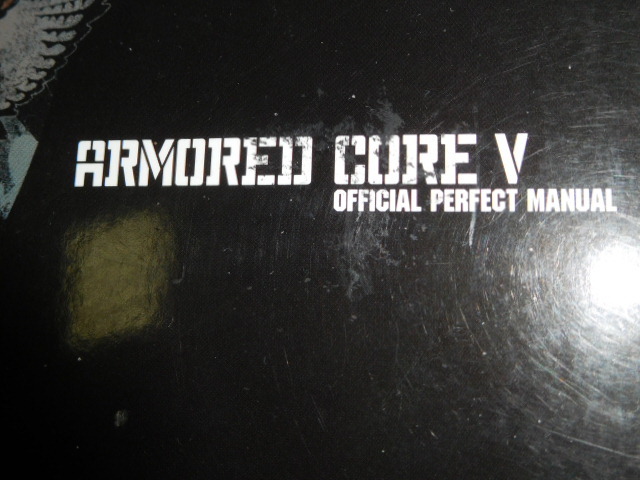 ARMORED CORE V
OFFICIAL PERFECT MANUAL